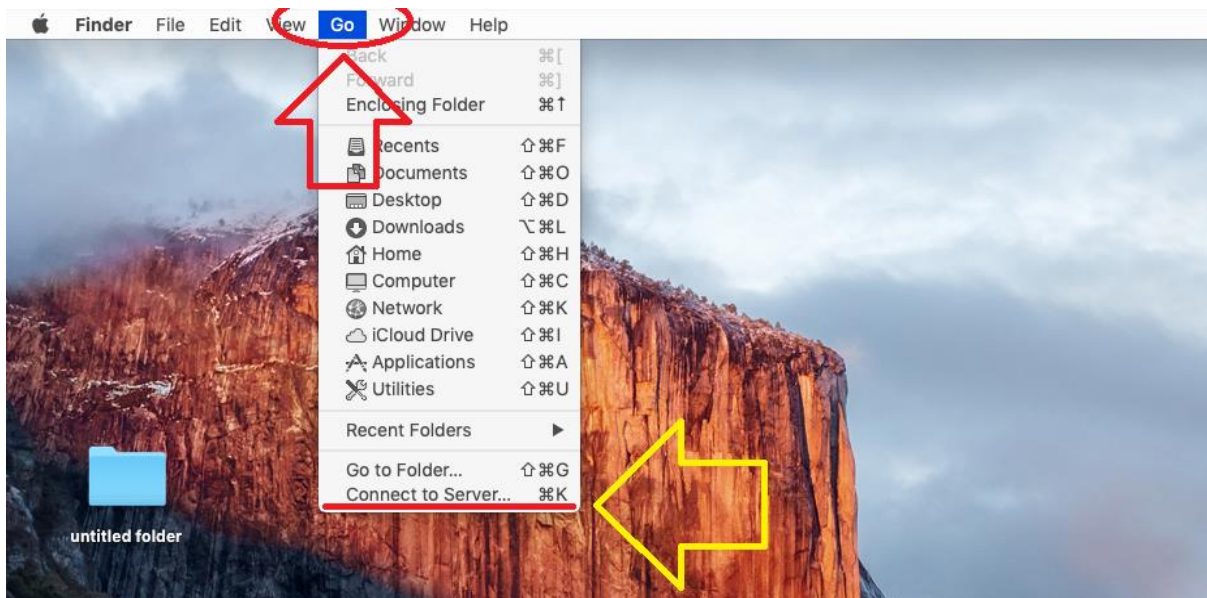 Finder File Edit View Go Window Help
Back ⌘[
Forward ⌘]
Enclosing Folder ⌘↑
Recents ⇧⌘F
Documents ⇧⌘O
Desktop ⇧⌘D
Downloads ⌥⌘L
Home ⇧⌘H
Computer ⇧⌘C
Network ⇧⌘K
iCloud Drive ⇧⌘I
Applications ⇧⌘A
Utilities ⇧⌘U
Recent Folders ▶
Go to Folder... ⇧⌘G
Connect to Server... ⌘K
untitled folder